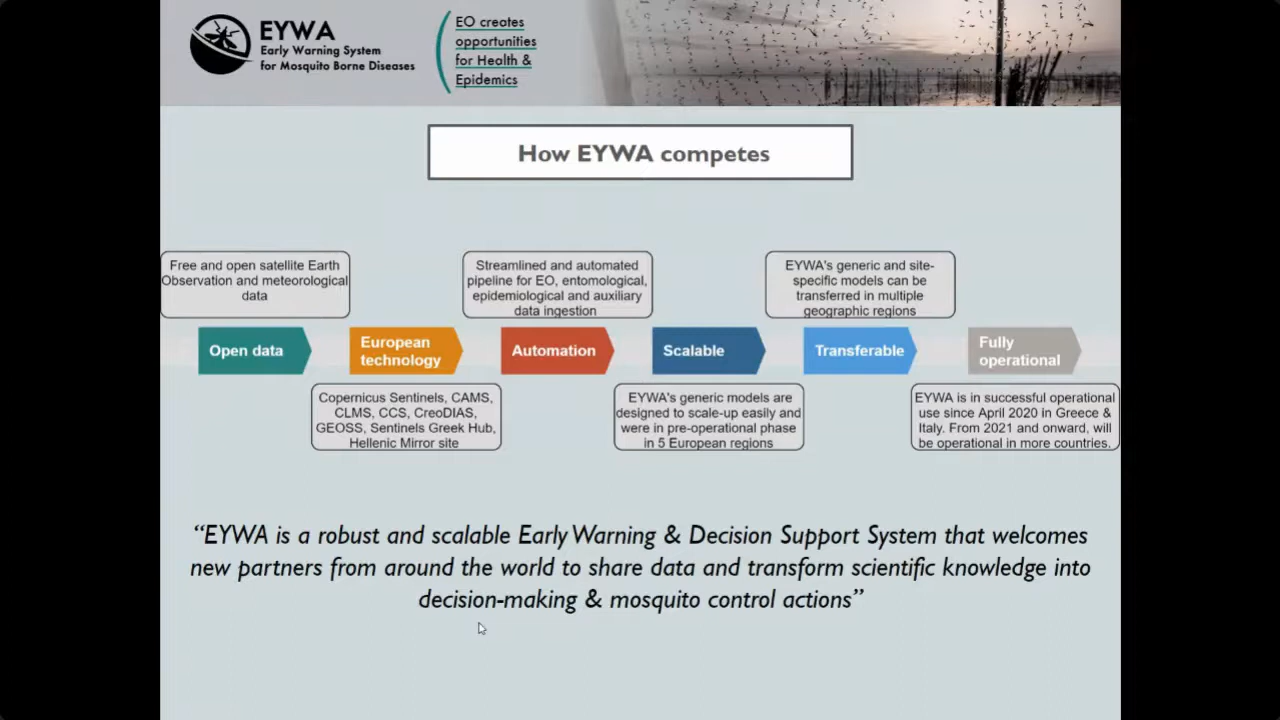 EYWA
Early Warning System
for Mosquito Borne Diseases
EO creates
opportunities
for Health &
Epidemics
How EYWA competes
Free and open satellite Earth
Observation and meteorological
data
Streamlined and automated
pipeline for EO, entomological,
epidemiological and auxiliary
data ingestion
EYWA's generic and site-
specific models can be
transferred in multiple
geographic regions
Open data
European
technology
Automation
Scalable
Transferable
Fully
operational
Copernicus Sentinels, CAMS,
CLMS, CCS, CreoDIAS,
GEOSS, Sentinels Greek Hub,
Hellenic Mirror site
EYWA's generic models are
designed to scale-up easily and
were in pre-operational phase
in 5 European regions
EYWA is in successful operational
use since April 2020 in Greece &
Italy. From 2021 and onward, will
be operational in more countries.
“EYWA is a robust and scalable Early Warning & Decision Support System that welcomes
new partners from around the world to share data and transform scientific knowledge into
decision-making & mosquito control actions”